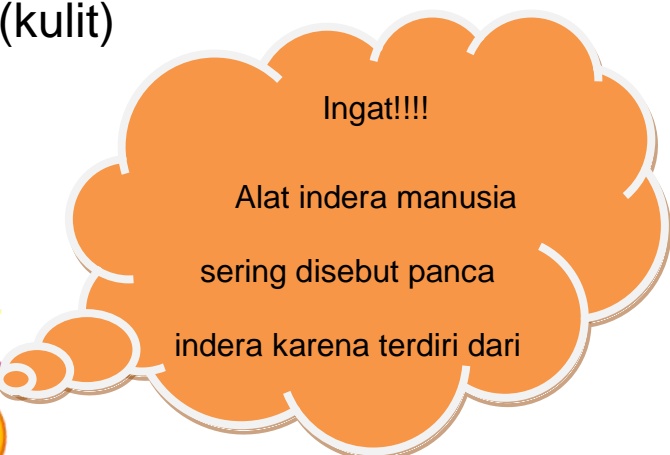 (kulit)
Ingat!!!!
Alat indera manusia
sering disebut panca
indera karena terdiri dari